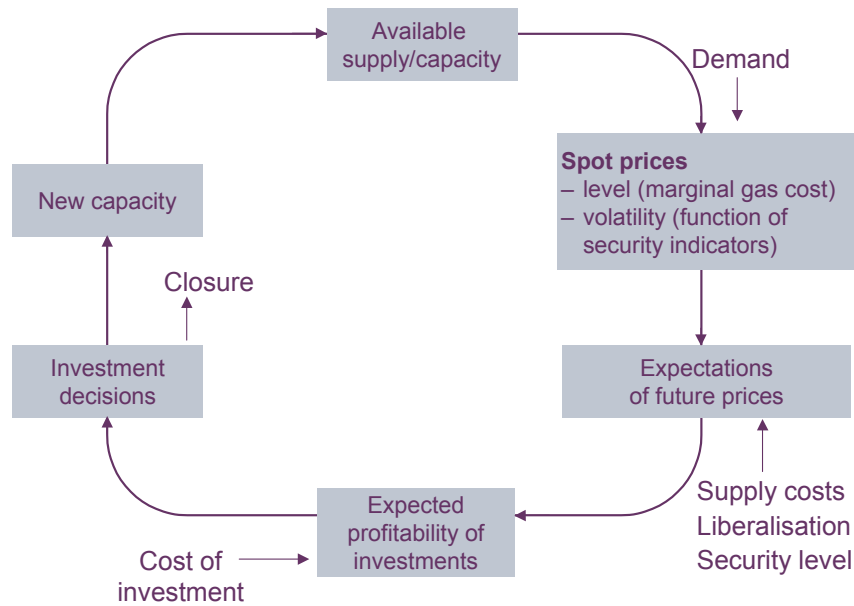 Available
supply/capacity
Demand
Spot prices
– level (marginal gas cost)
– volatility (function of
security indicators)
New capacity
Closure
Investment
decisions
Expectations
of future prices
Expected
profitability of
investments
Supply costs
Liberalisation
Security level
Cost of
investment